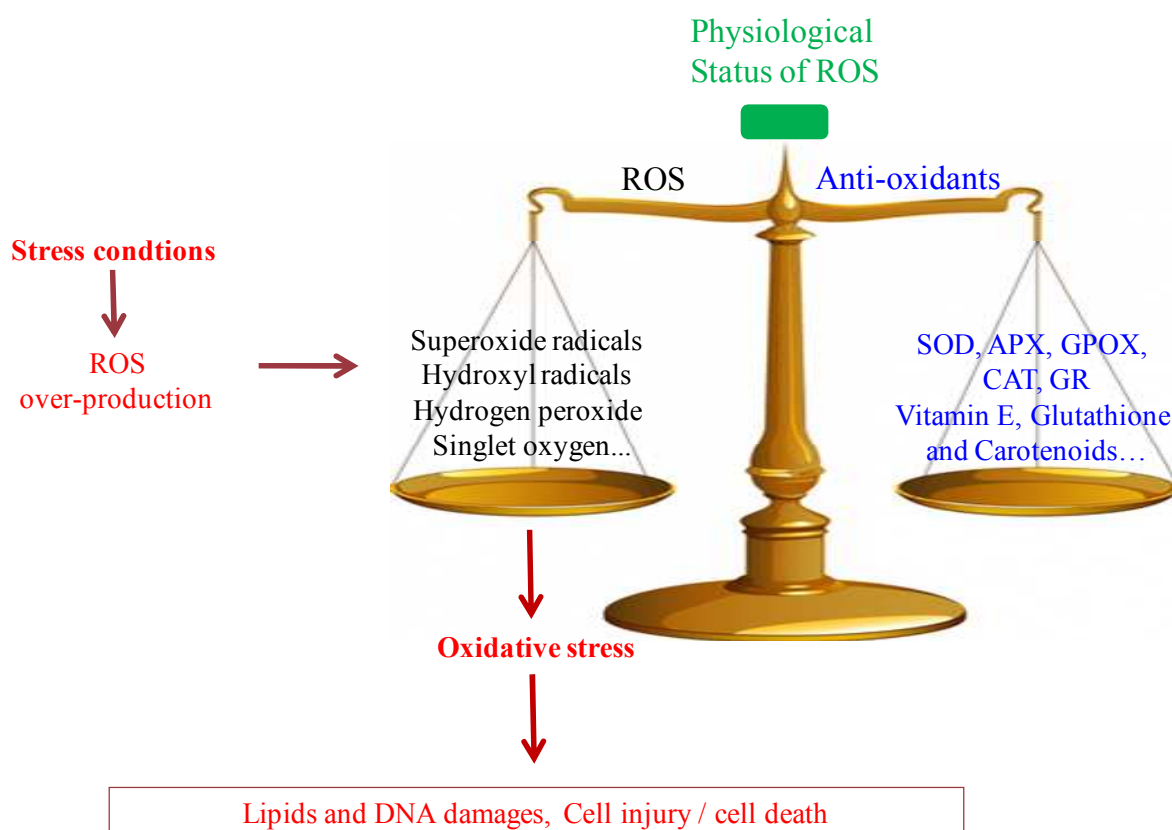 Physiological
Status of ROS
ROS
Anti-oxidants
Stress condtions
ROS
over-production
Superoxide radicals
Hydroxyl radicals
Hydrogen peroxide
Singlet oxygen...
SOD, APX, GPOX,
CAT, GR
Vitamin E, Glutathione
and Carotenoids…
Oxidative stress
Lipids and DNA damages, Cell injury / cell death